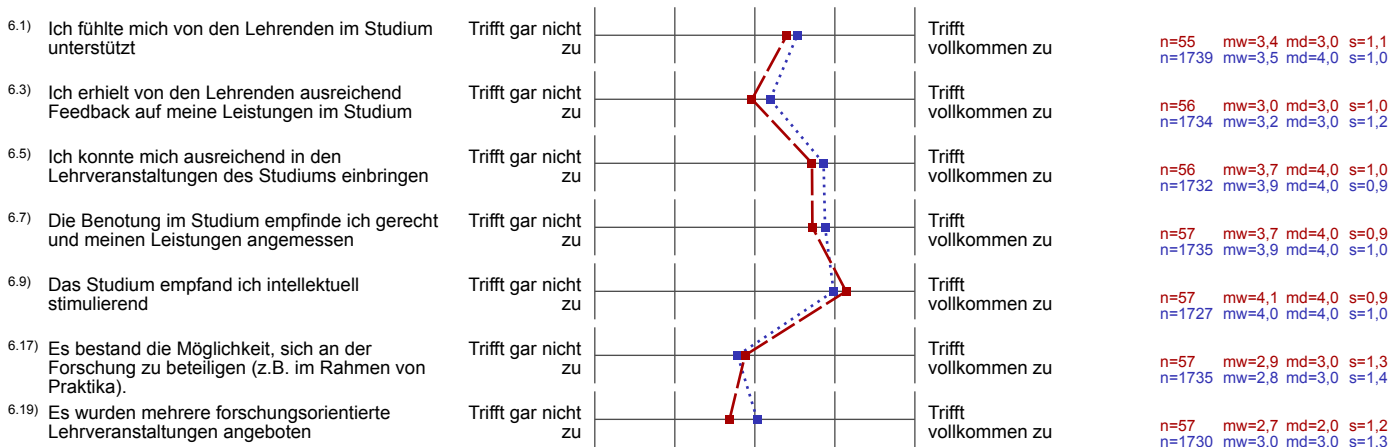 6.1) Ich fühlte mich von den Lehrenden im Studium
unterstützt
Trifft gar nicht
zu
Trifft
vollkommen zu
n=55 mw=3,4 md=3,0 s=1,1
n=1739 mw=3,5 md=4,0 s=1,0
6.3) Ich erhielt von den Lehrenden ausreichend
Feedback auf meine Leistungen im Studium
Trifft gar nicht
zu
Trifft
vollkommen zu
n=56 mw=3,0 md=3,0 s=1,0
n=1734 mw=3,2 md=3,0 s=1,2
6.5) Ich konnte mich ausreichend in den
Lehrveranstaltungen des Studiums einbringen
Trifft gar nicht
zu
Trifft
vollkommen zu
n=56 mw=3,7 md=4,0 s=1,0
n=1732 mw=3,9 md=4,0 s=0,9
6.7) Die Benotung im Studium empfinde ich gerecht
und meinen Leistungen angemessen
Trifft gar nicht
zu
Trifft
vollkommen zu
n=57 mw=3,7 md=4,0 s=0,9
n=1735 mw=3,9 md=4,0 s=1,0
6.9) Das Studium empfand ich intellektuell
stimulierend
Trifft gar nicht
zu
Trifft
vollkommen zu
n=57 mw=4,1 md=4,0 s=0,9
n=1727 mw=4,0 md=4,0 s=1,0
6.17) Es bestand die Möglichkeit, sich an der
Forschung zu beteiligen (z.B. im Rahmen von
Praktika).
Trifft gar nicht
zu
Trifft
vollkommen zu
n=57 mw=2,9 md=3,0 s=1,3
n=1735 mw=2,8 md=3,0 s=1,4
6.19) Es wurden mehrere forschungsorientierte
Lehrveranstaltungen angeboten
Trifft gar nicht
zu
Trifft
vollkommen zu
n=57 mw=2,7 md=2,0 s=1,2
n=1730 mw=3,0 md=3,0 s=1,3